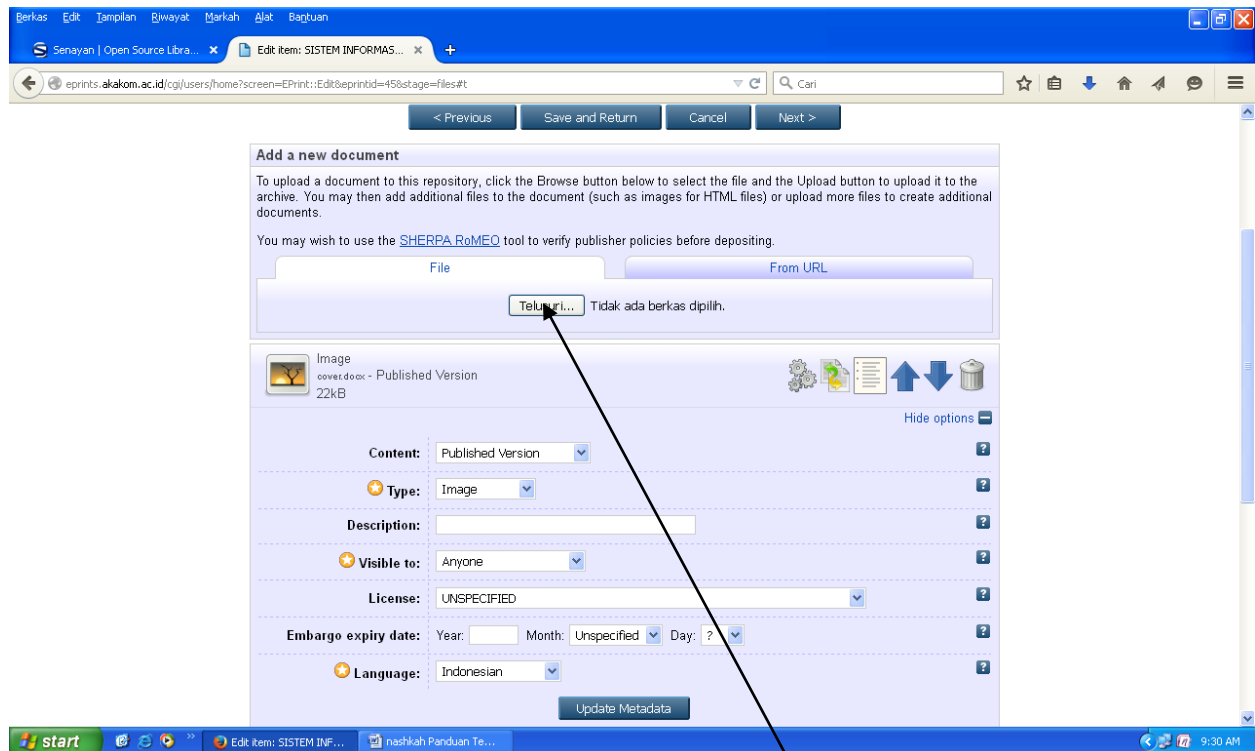 Berkas Edit Tampilan Riwayat Markah Alat Bantuan
Senayan | Open Source Libra... × Edit item: SISTEM INFORMAS... × +
eprints.akakom.ac.id/cgi/users/home?screen=EPrint::Edit&eprintid=45&stage=files#t Cari
< Previous Save and Return Cancel Next >
Add a new document
To upload a document to this repository, click the Browse button below to select the file and the Upload button to upload it to the
archive. You may then add additional files to the document (such as images for HTML files) or upload more files to create additional
documents.
You may wish to use the SHERPA RoMEO tool to verify publisher policies before depositing.
File From URL
Telusuri... Tidak ada berkas dipilih.
Image
cover.docx - Published Version
22kB
Hide options
Content: Published Version ?
Type: Image ?
Description: ?
Visible to: Anyone ?
License: UNSPECIFIED ?
Embargo expiry date: Year: Month: Unspecified Day: ? ?
Language: Indonesian ?
Update Metadata
start » Edit item: SISTEM INF... nashkah Panduan Te... 9:30 AM